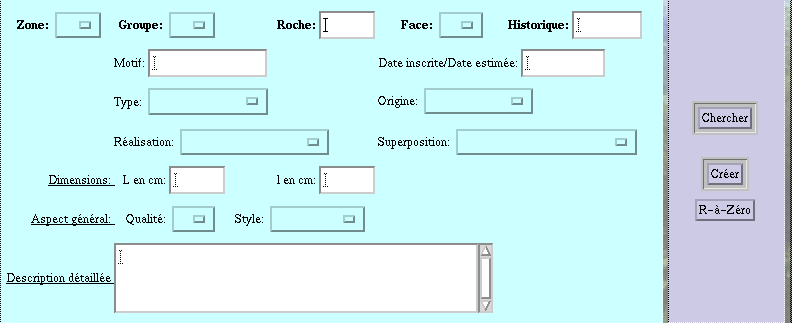 Zone: Groupe: Roche: Face: Historique:
Motif: Date inscrite/Date estimée:
Type: Origine:
Chercher
Réalisation: Superposition:
Dimensions: L en cm: l en cm:
Créer
Aspect général: Qualité: Style:
R-à-Zéro
Description détaillée